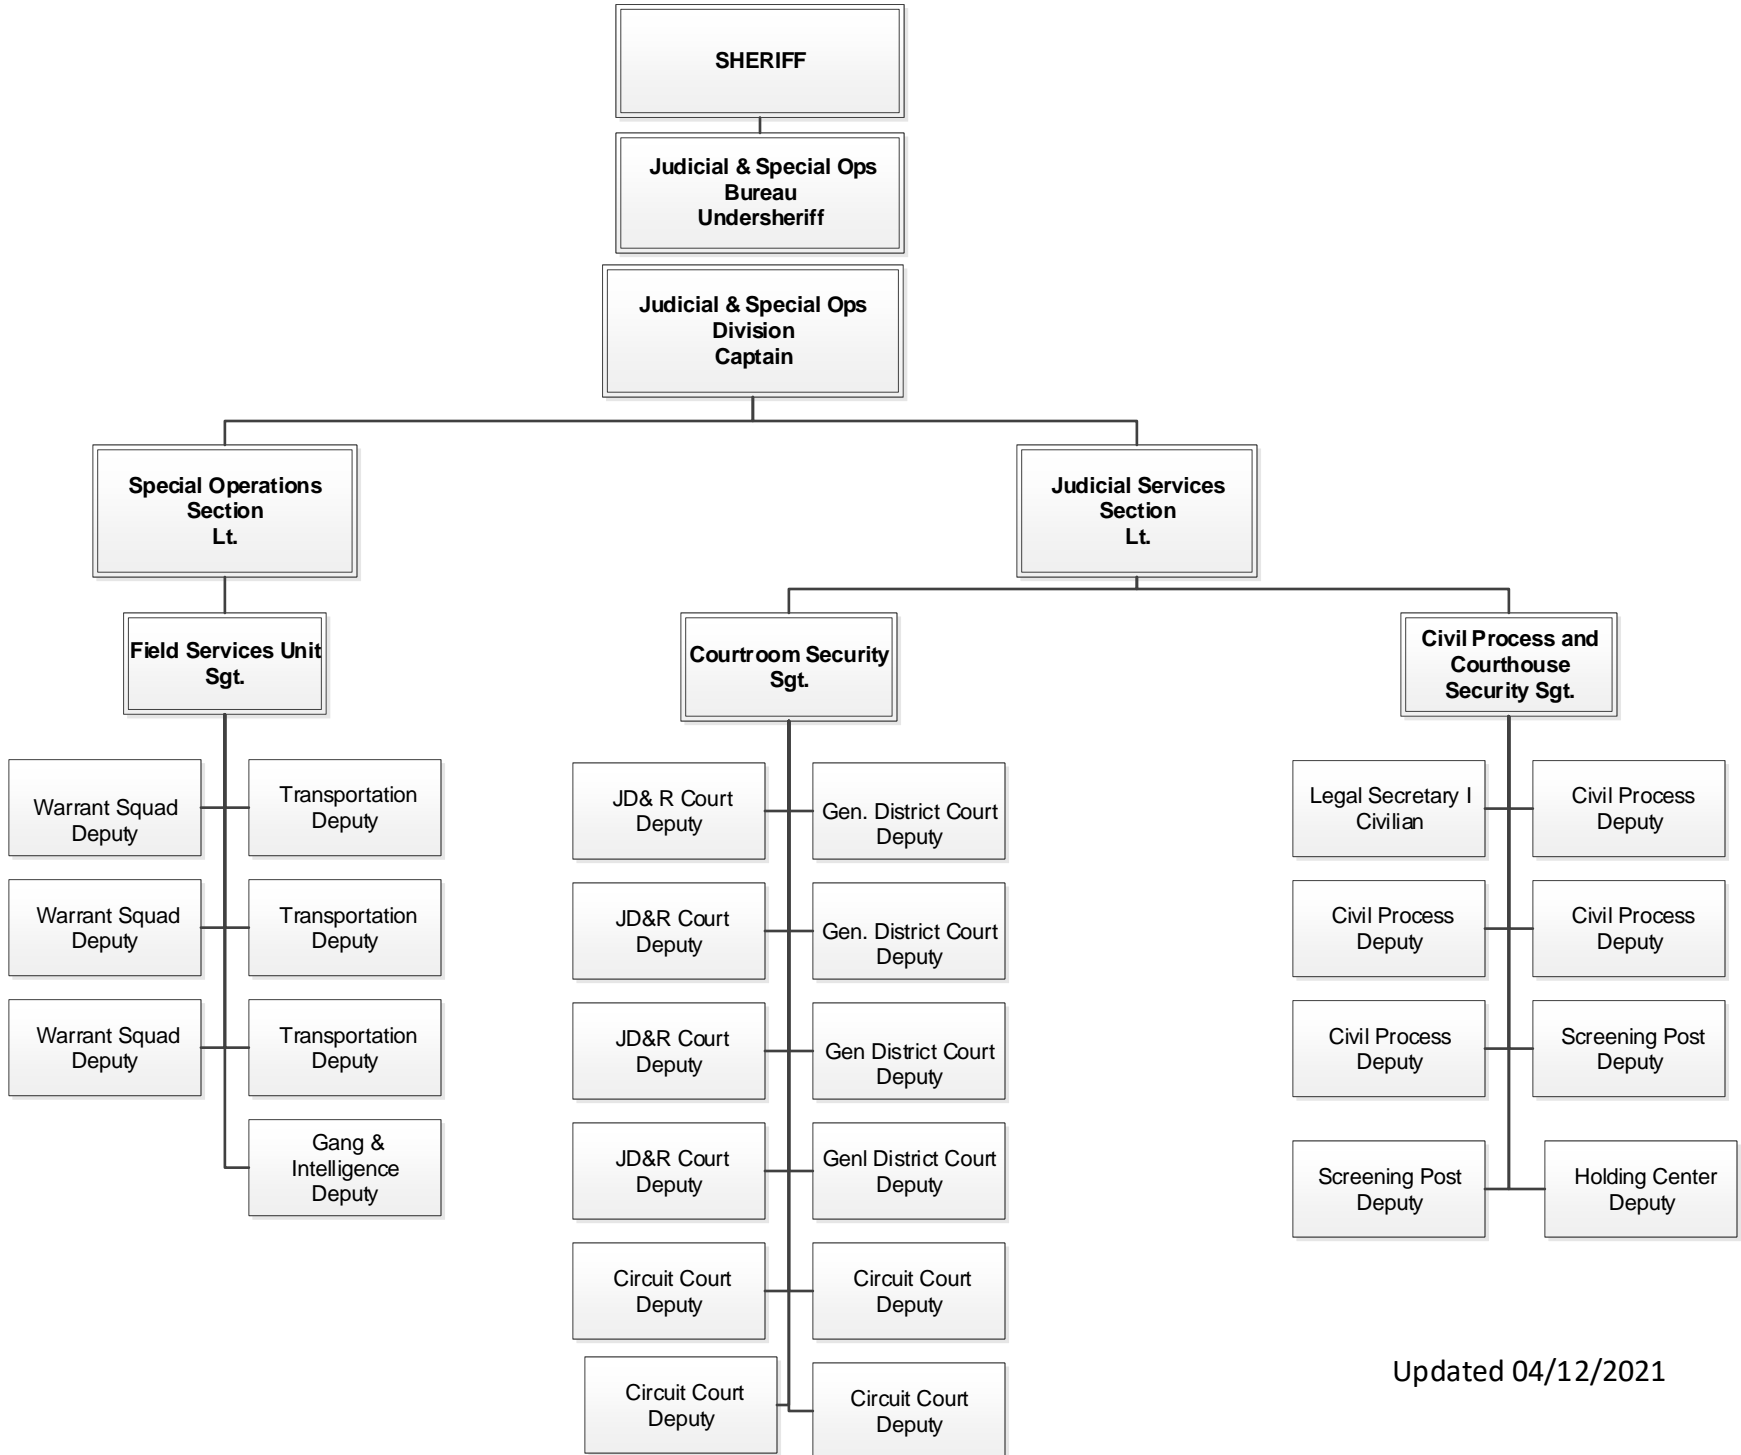 SHERIFF
Judicial & Special Ops
Bureau
Undersheriff
Judicial & Special Ops
Division
Captain
Special Operations
Section
Lt.
Judicial Services
Section
Lt.
Field Services Unit
Sgt.
Courtroom Security
Sgt.
Civil Process and
Courthouse
Security Sgt.
Warrant Squad
Deputy
Transportation
Deputy
Warrant Squad
Deputy
Transportation
Deputy
Warrant Squad
Deputy
Transportation
Deputy
Gang &
Intelligence
Deputy
JD& R Court
Deputy
Gen. District Court
Deputy
JD&R Court
Deputy
Gen. District Court
Deputy
JD&R Court
Deputy
Gen District Court
Deputy
JD&R Court
Deputy
Genl District Court
Deputy
Circuit Court
Deputy
Circuit Court
Deputy
Circuit Court
Deputy
Circuit Court
Deputy
Legal Secretary I
Civilian
Civil Process
Deputy
Civil Process
Deputy
Civil Process
Deputy
Civil Process
Deputy
Screening Post
Deputy
Screening Post
Deputy
Holding Center
Deputy
Updated 04/12/2021